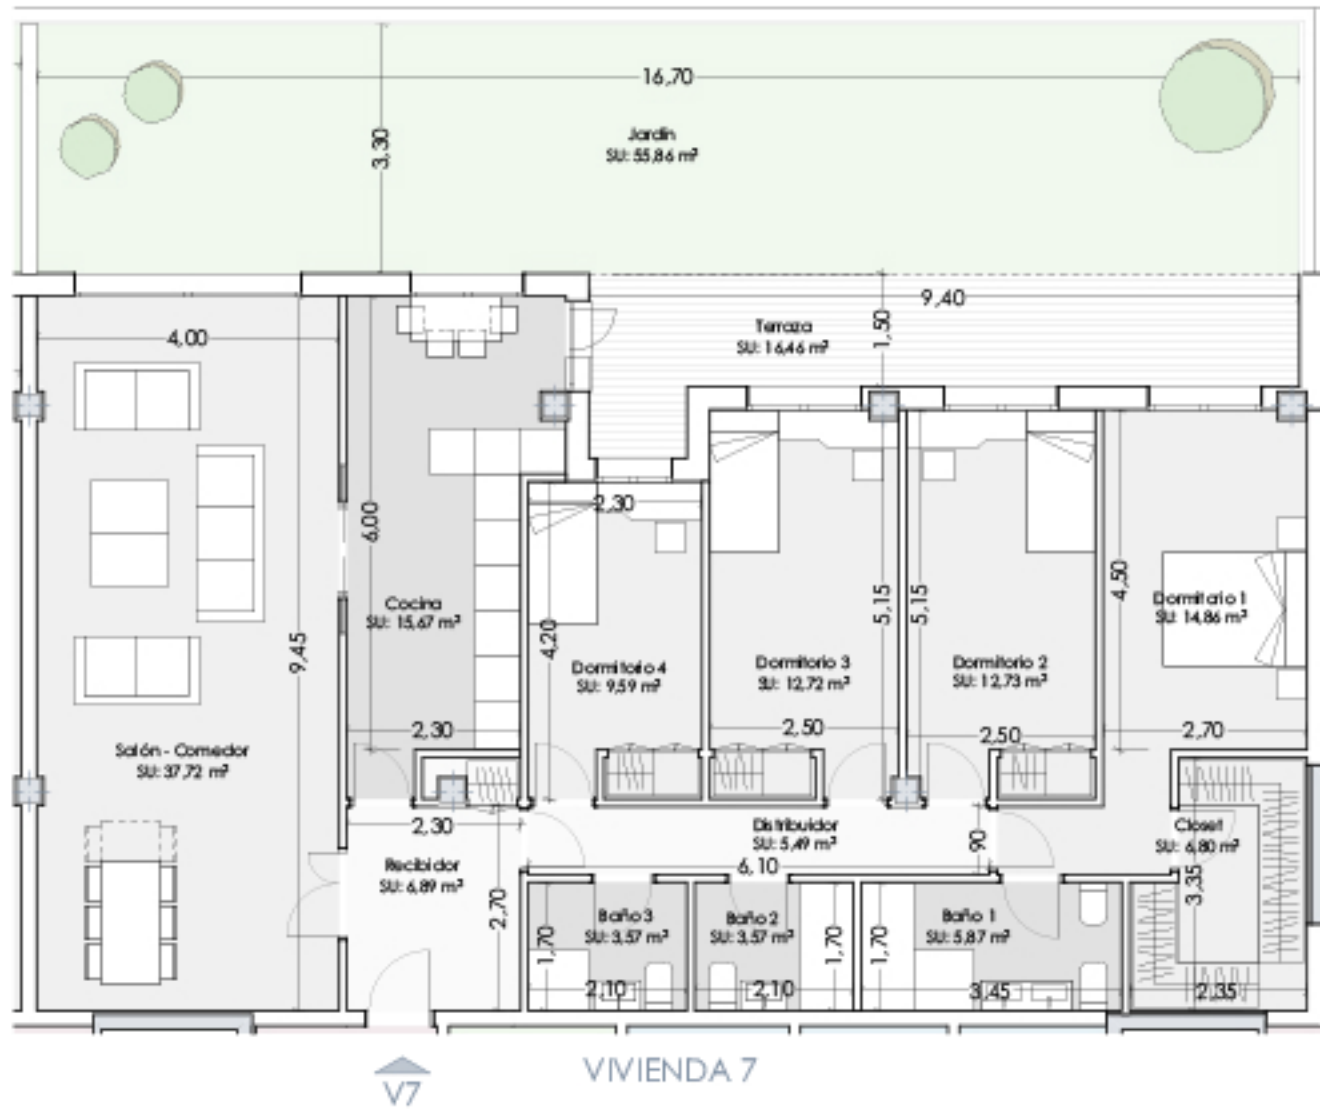 16,70
3,30
Jardín
SU: 55,86 m²
9,40
1,50
Terraza
SU: 16,46 m²
4,00
2,30
6,00
4,50
5,15
5,15
Cocina
SU: 15,67 m²
Dormitorio 1
SU: 14,86 m²
9,45
4,20
Dormitorio 4
SU: 9,59 m²
Dormitorio 3
SU: 12,72 m²
Dormitorio 2
SU: 12,73 m²
2,30
2,50
2,50
2,70
Salón - Comedor
SU: 37,72 m²
2,30
Distribuidor
SU: 5,49 m²
90
Closet
SU: 6,80 m²
6,10
Recibidor
SU: 6,89 m²
3,35
2,70
Baño 3
SU: 3,57 m²
Baño 2
SU: 3,57 m²
Baño 1
SU: 5,87 m²
1,70
1,70
1,70
2,10
2,10
3,45
2,35
VIVIENDA 7
V7